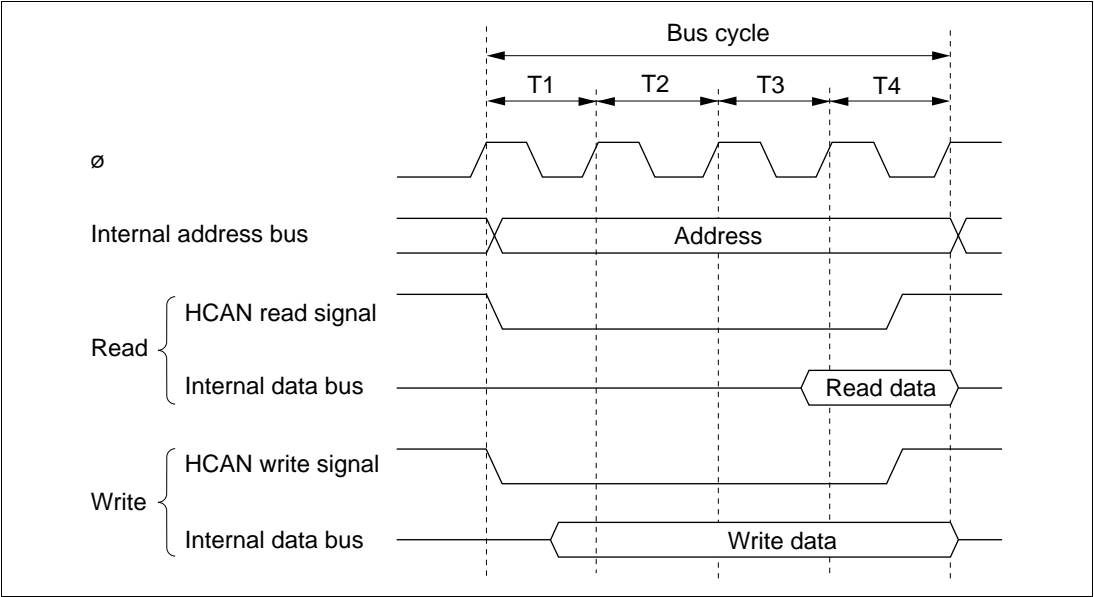 Bus cycle
T1 T2 T3 T4
ø
Internal address bus Address
HCAN read signal
Read
Internal data bus Read data
HCAN write signal
Write
Internal data bus Write data